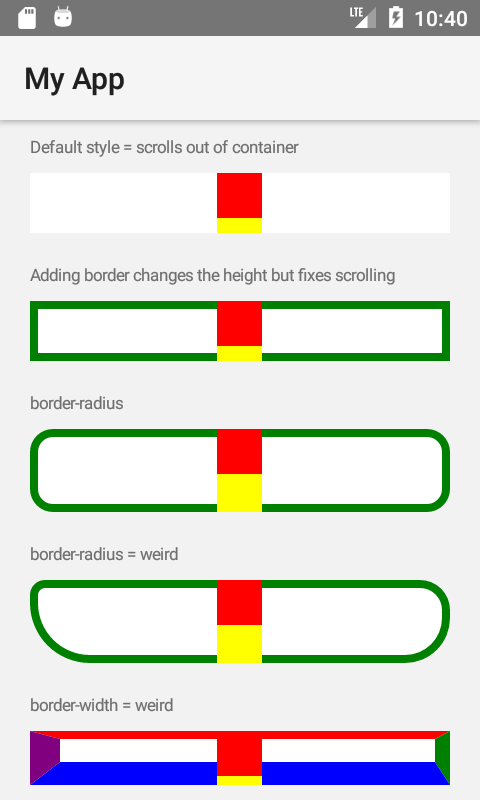 LTE 10:40
My App
Default style = scrolls out of container
Adding border changes the height but fixes scrolling
border-radius
border-radius = weird
border-width = weird